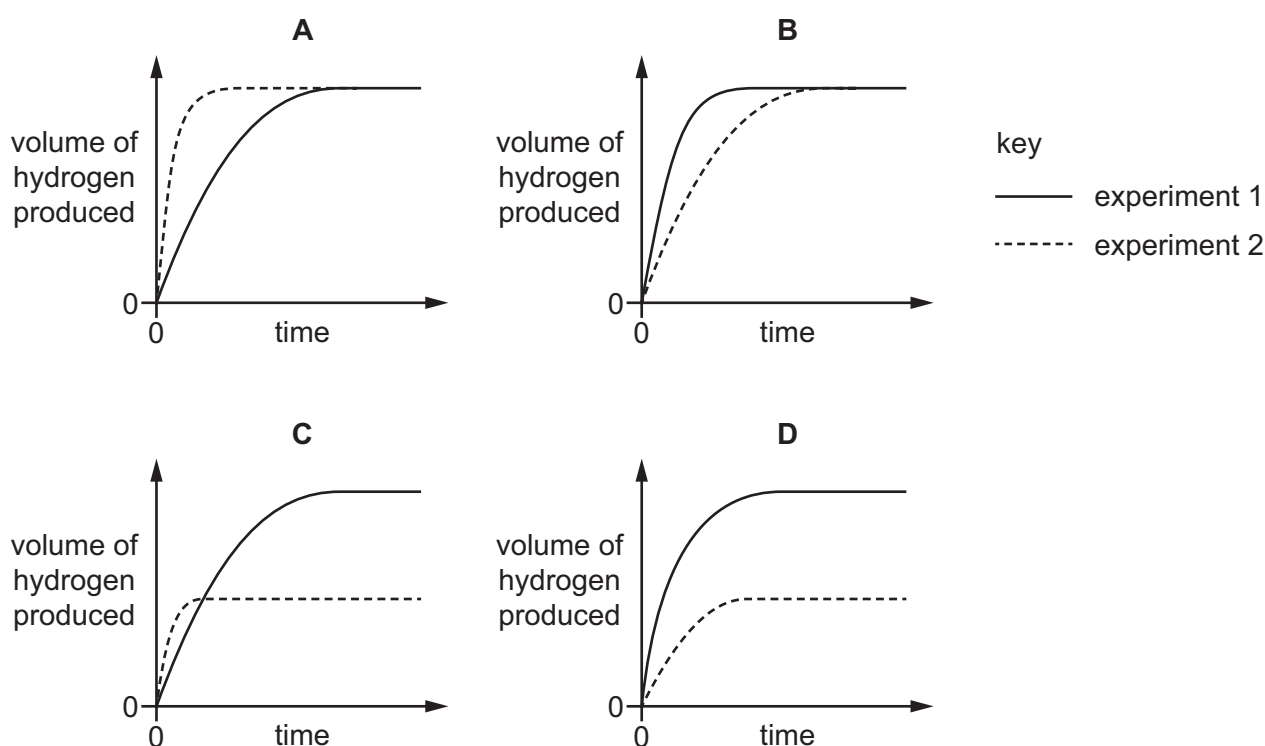 A
volume of
hydrogen
produced
0
0
time
B
volume of
hydrogen
produced
0
0
time
key
experiment 1
experiment 2
C
volume of
hydrogen
produced
0
0
time
D
volume of
hydrogen
produced
0
0
time